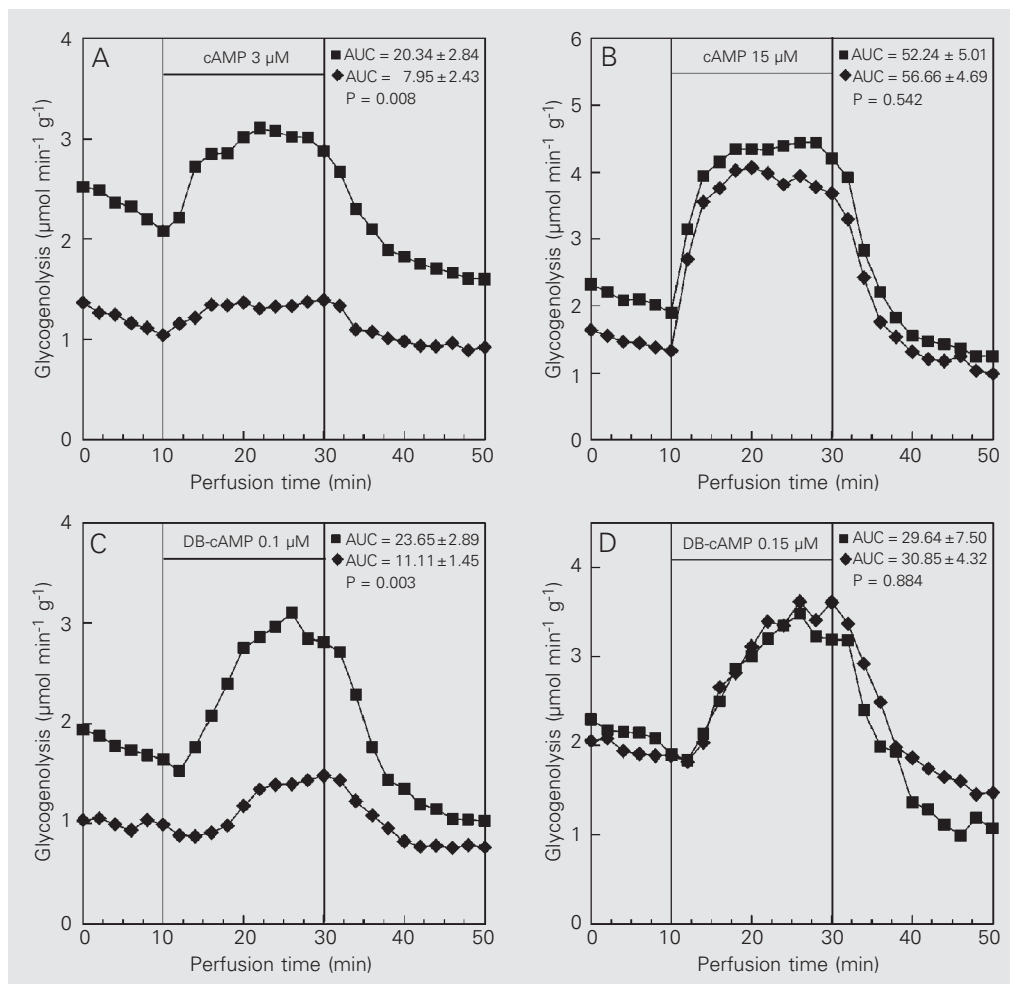 A
cAMP 3 µM
■ AUC = 20.34 ± 2.84
◆ AUC = 7.95 ± 2.43
P = 0.008
4
3
2
1
0
Glycogenolysis (µmol min⁻¹ g⁻¹)
0 10 20 30 40 50
Perfusion time (min)
B
cAMP 15 µM
■ AUC = 52.24 ± 5.01
◆ AUC = 56.66 ± 4.69
P = 0.542
6
5
4
3
2
1
0
Glycogenolysis (µmol min⁻¹ g⁻¹)
0 10 20 30 40 50
Perfusion time (min)
C
DB-cAMP 0.1 µM
■ AUC = 23.65 ± 2.89
◆ AUC = 11.11 ± 1.45
P = 0.003
4
3
2
1
0
Glycogenolysis (µmol min⁻¹ g⁻¹)
0 10 20 30 40 50
Perfusion time (min)
D
DB-cAMP 0.15 µM
■ AUC = 29.64 ± 7.50
◆ AUC = 30.85 ± 4.32
P = 0.884
4
3
2
1
0
Glycogenolysis (µmol min⁻¹ g⁻¹)
0 10 20 30 40 50
Perfusion time (min)